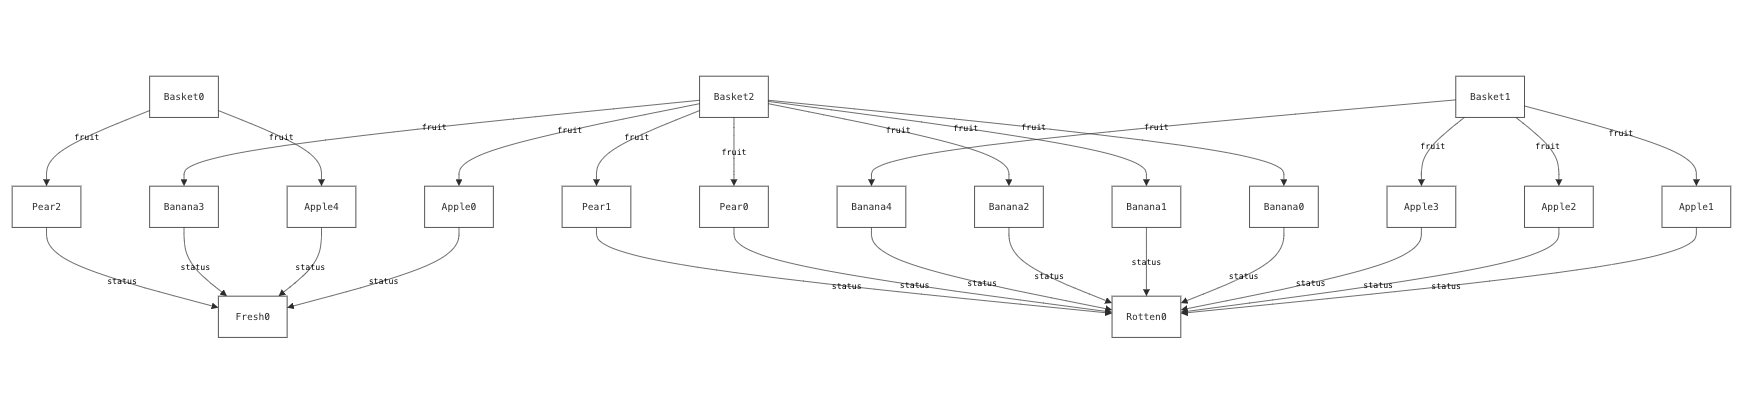 Basket0
Basket2
Basket1
fruit
fruit
fruit
fruit
fruit
fruit
fruit
fruit
fruit
fruit
fruit
fruit
fruit
Pear2
Banana3
Apple4
Apple0
Pear1
Pear0
Banana4
Banana2
Banana1
Banana0
Apple3
Apple2
Apple1
status
status
status
status
status
status
status
status
status
status
status
status
status
Fresh0
Rotten0